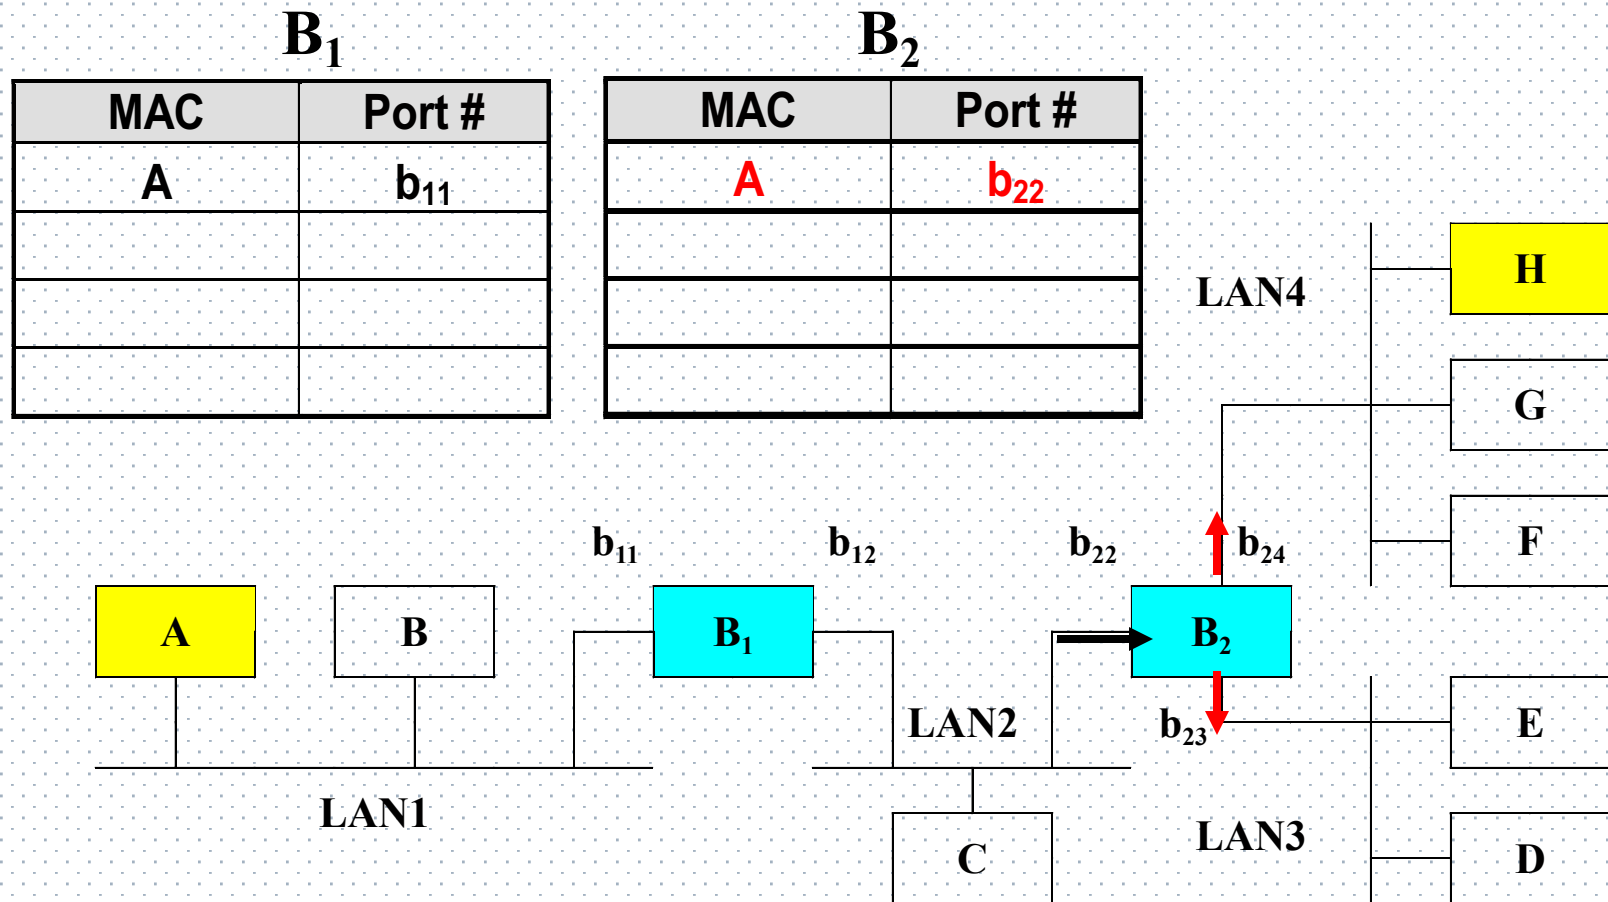 B₁
MAC Port #
A b₁₁
B₂
MAC Port #
A b₂₂
LAN4
H
G
F
b₁₁ b₁₂ b₂₂ b₂₄
A B B₁ B₂
LAN2 b₂₃ E
LAN1 LAN3
C D